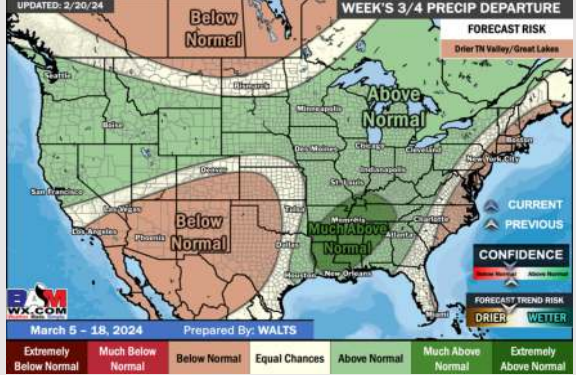 UPDATED: 2/20/24
WEEK'S 3/4 PRECIP DEPARTURE
FORECAST RISK
Drier TN Valley/Great Lakes
Below
Normal
Seattle
Bismarck
Above
Normal
Minneapolis
Boise
Boston
Des Moines
Chicago
Cleveland
New York City
Denver
Indianapolis
San Francisco
St. Louis
Las Vegas
Below
Normal
Tulsa
Memphis
Charlotte
Los Angeles
Phoenix
Much Above
Normal
Atlanta
Dallas
Houston
New Orleans
Miami
CURRENT
PREVIOUS
CONFIDENCE
Below Normal
Above Normal
FORECAST TREND RISK
DRIER
WETTER
BAM
WX.COM
March 5 - 18, 2024
Prepared By: WALTS
Extremely
Below Normal
Much Below
Normal
Below Normal
Equal Chances
Above Normal
Much Above
Normal
Extremely
Above Normal